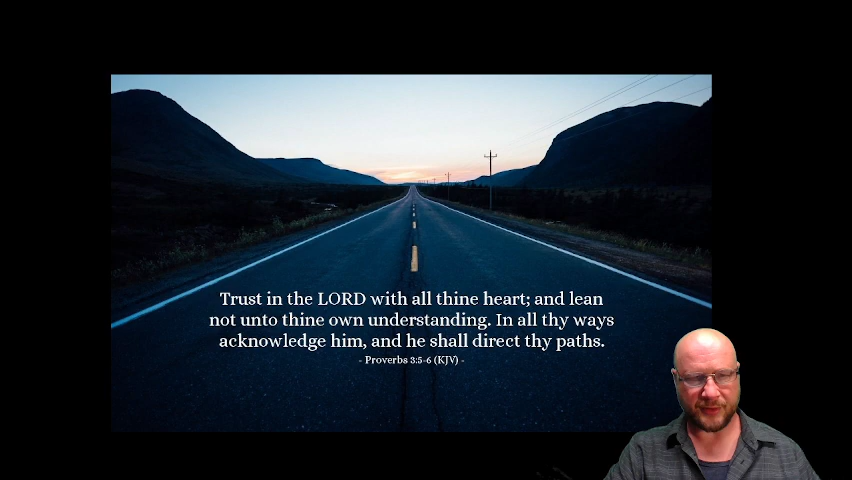 Trust in the LORD with all thine heart; and lean
not unto thine own understanding. In all thy ways
acknowledge him, and he shall direct thy paths.
- Proverbs 3:5-6 (KJV) -